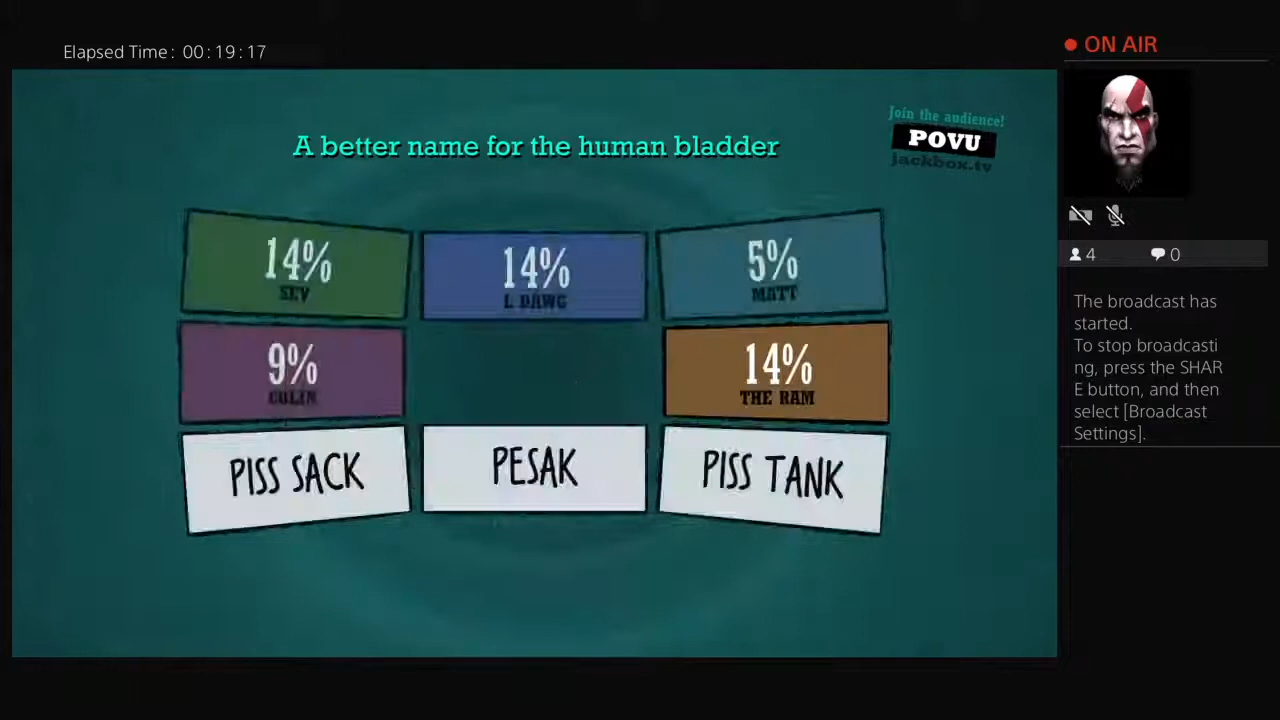 Elapsed Time: 00:19:17
ON AIR
Join the audience!
POVU
jackbox.tv
A better name for the human bladder
14%
SEV
14%
L DAWG
5%
MATT
9%
COLIN
14%
THE RAM
PISS SACK
PESAK
PISS TANK
4
0
The broadcast has
started.
To stop broadcasti
ng, press the SHAR
E button, and then
select [Broadcast
Settings].